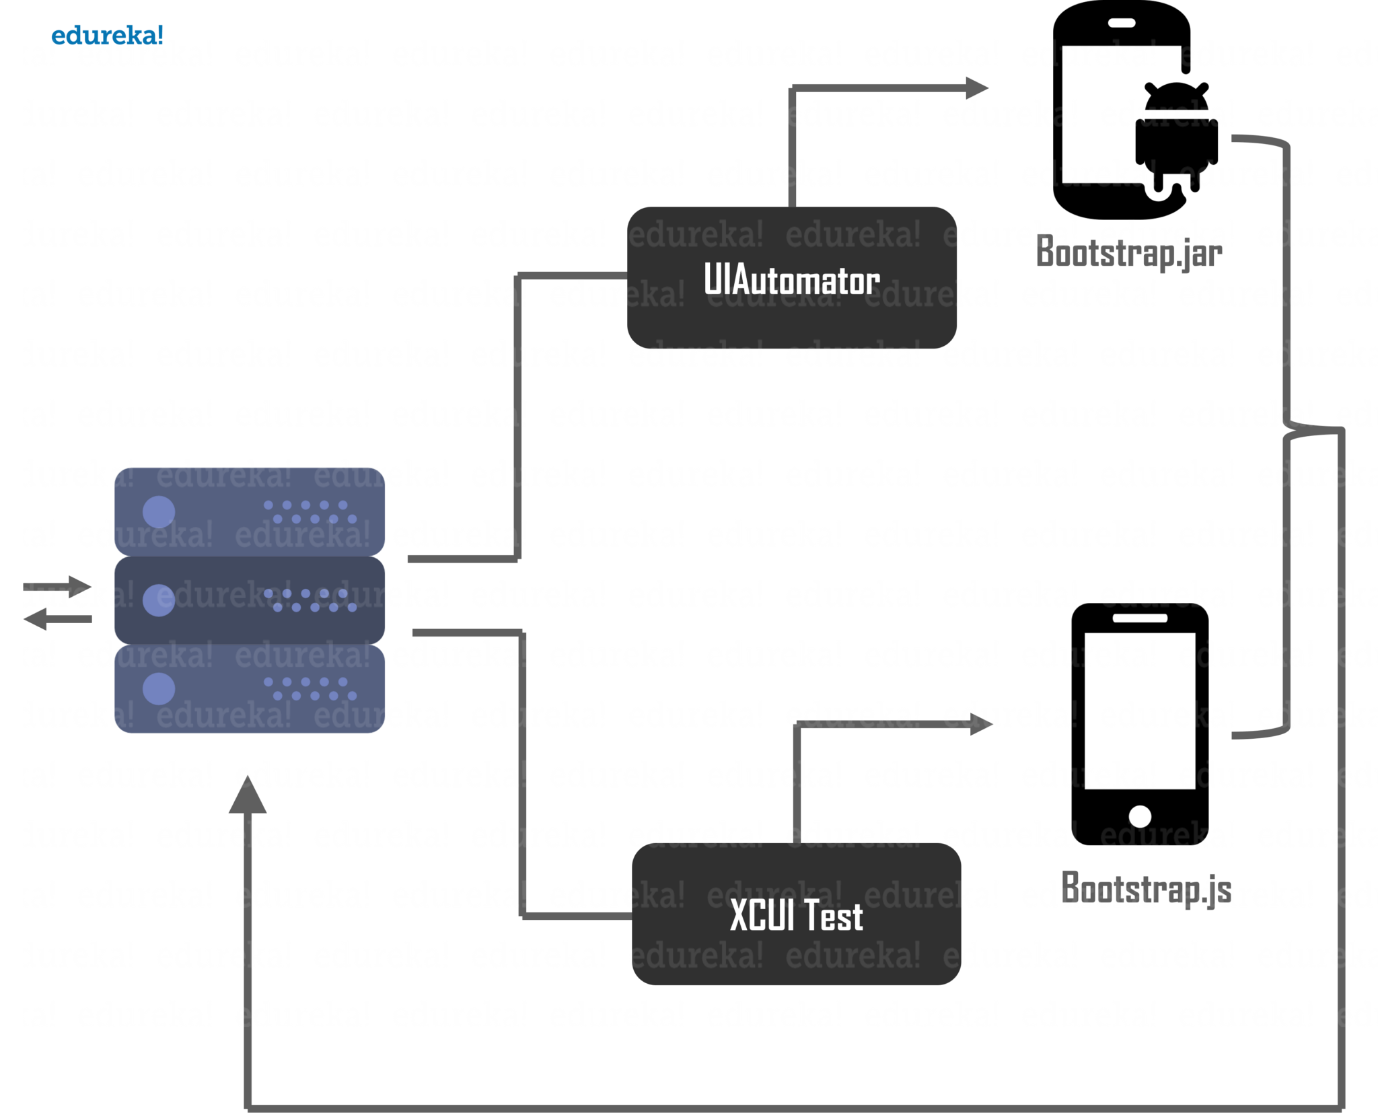 edureka!
Bootstrap.jar
UIAutomator
Bootstrap.js
XCUI Test